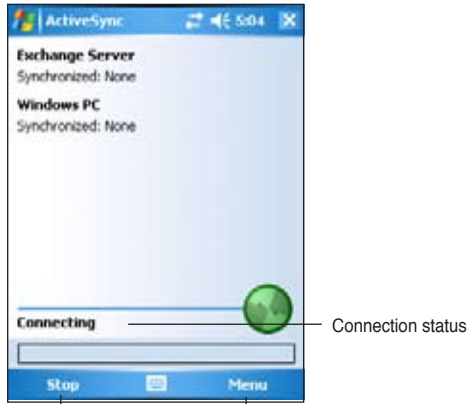 ActiveSync 5:04
Exchange Server
Synchronized: None
Windows PC
Synchronized: None
Connecting
Connection status
Stop Menu